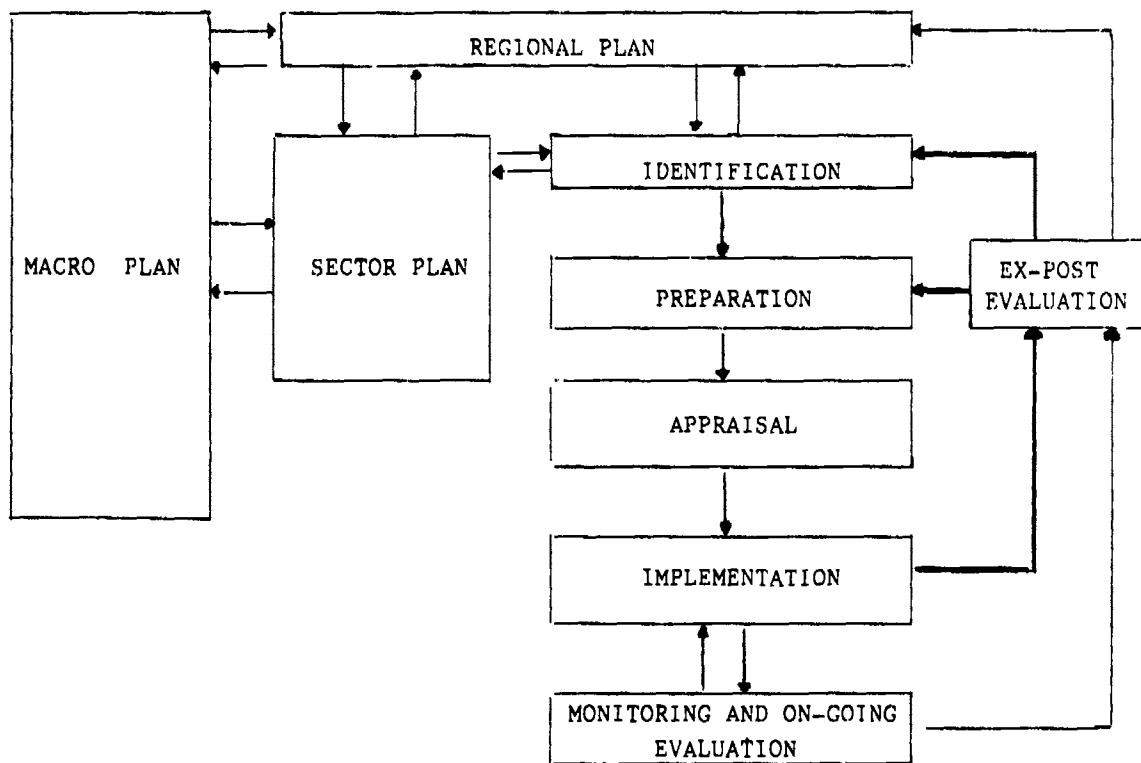 REGIONAL PLAN
IDENTIFICATION
MACRO PLAN
SECTOR PLAN
PREPARATION
EX-POST
EVALUATION
APPRAISAL
IMPLEMENTATION
MONITORING AND ON-GOING
EVALUATION